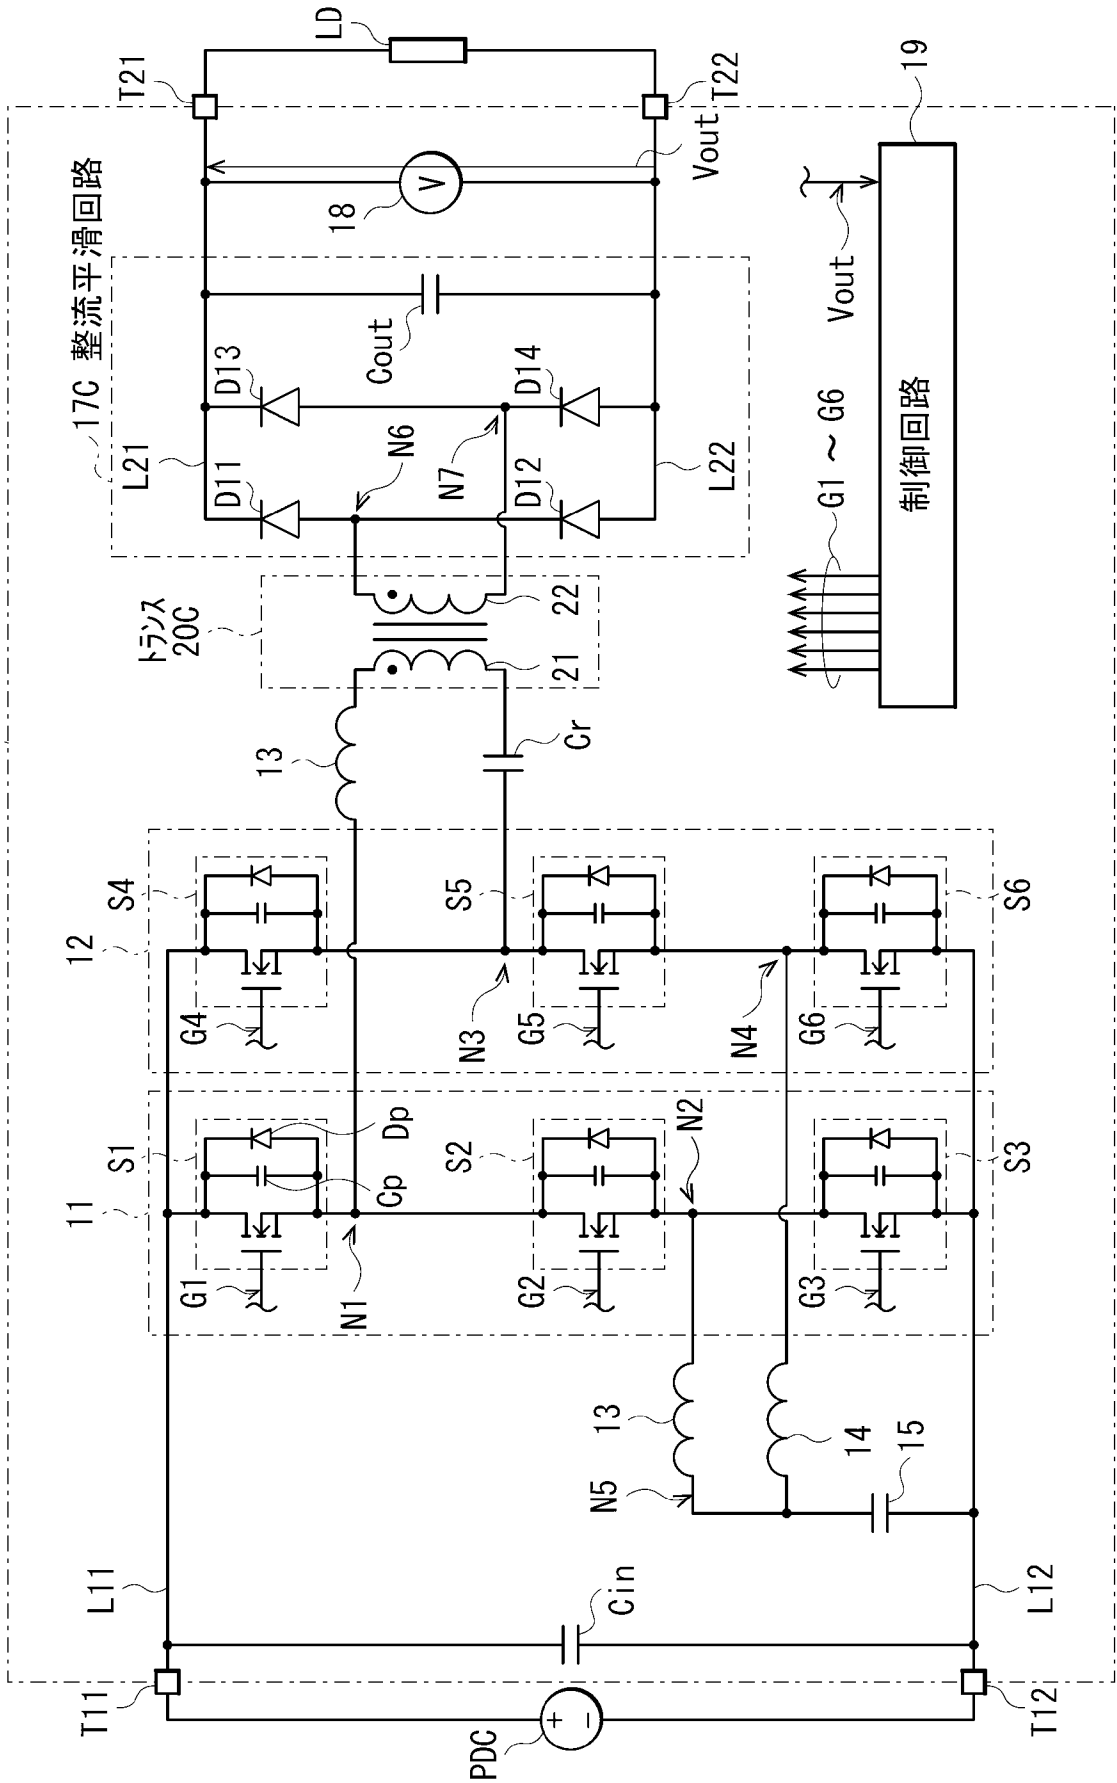 17C 整流平滑回路
トランス
20C
T21
LD
L21
D11
D13
18
V
Vout
Cout
N6
N7
D12
D14
L22
T22
22
21
13
Cr
12
S4
G4
N3
S5
G5
N4
S6
G6
11
S1
G1
Dp
Cp
N1
S2
G2
N2
S3
G3
13
N5
14
15
L11
Cin
L12
T11
PDC
+
−
T12
19
Vout
G1 ～ G6
制御回路